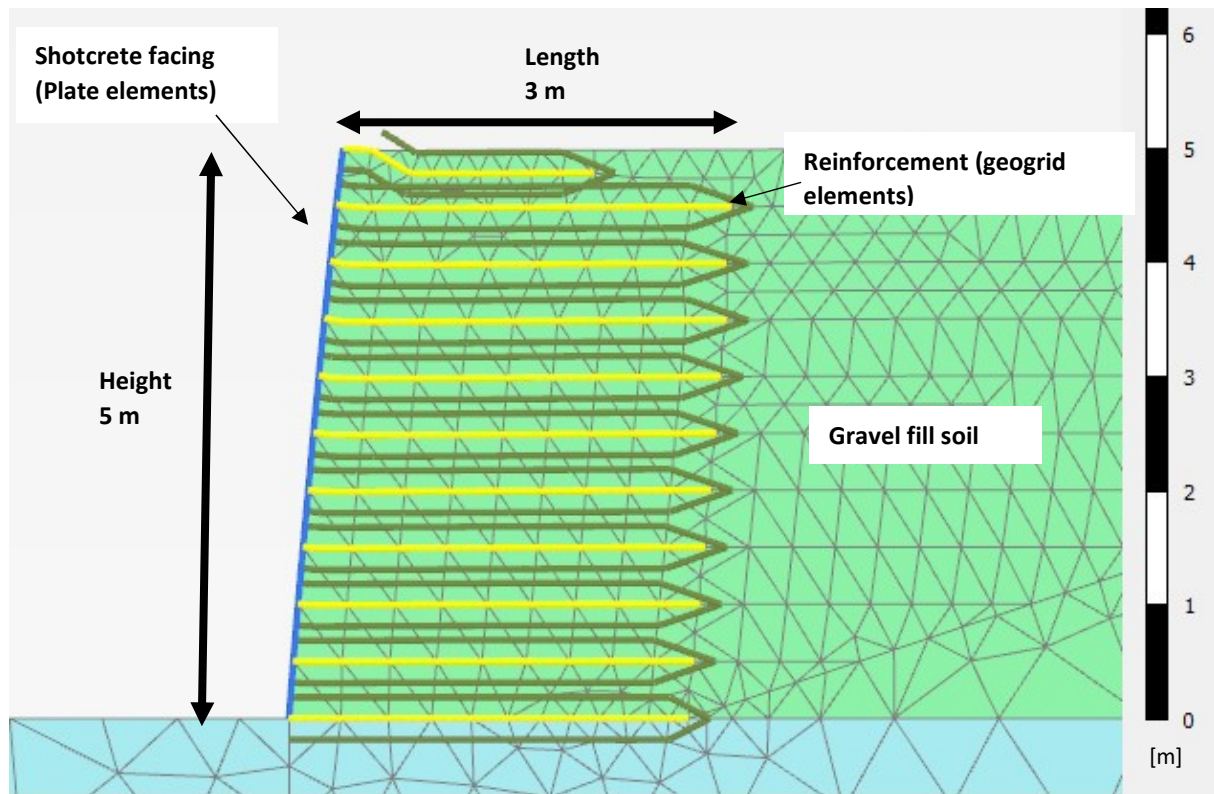 Shotcrete facing
(Plate elements)
Length
3 m
Reinforcement (geogrid
elements)
Height
5 m
Gravel fill soil
6
5
4
3
2
1
0
[m]